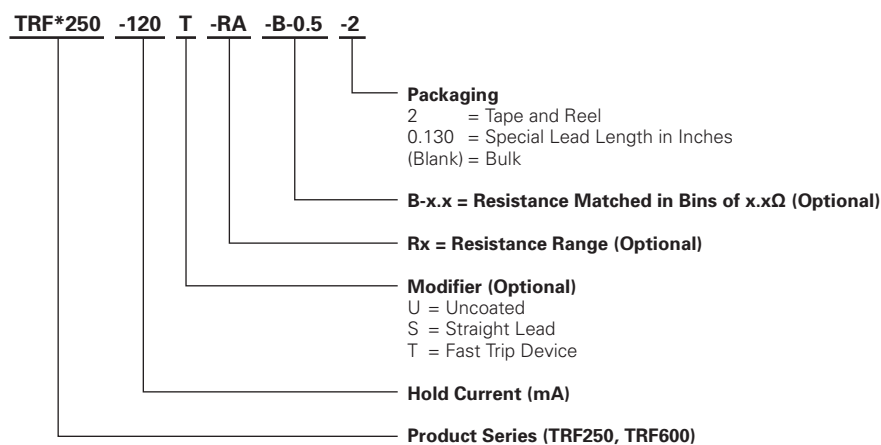 TRF*250 -120 T -RA -B-0.5 -2
Packaging
2 = Tape and Reel
0.130 = Special Lead Length in Inches
(Blank) = Bulk
B-x.x = Resistance Matched in Bins of x.xΩ (Optional)
Rx = Resistance Range (Optional)
Modifier (Optional)
U = Uncoated
S = Straight Lead
T = Fast Trip Device
Hold Current (mA)
Product Series (TRF250, TRF600)